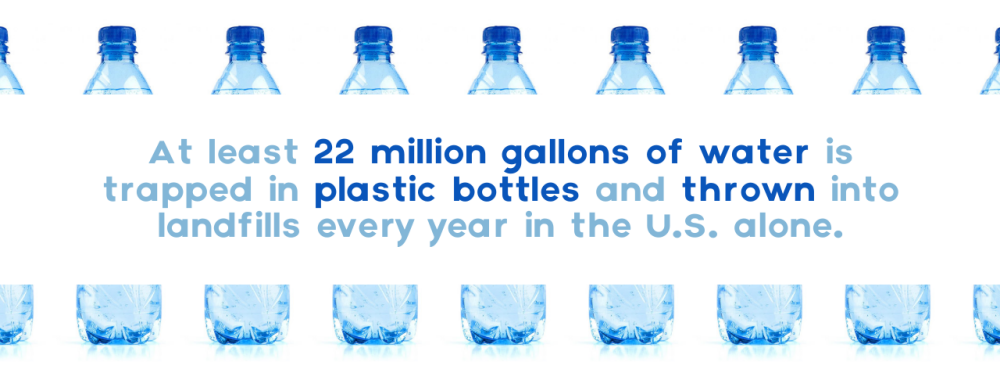 At least 22 million gallons of water is
trapped in plastic bottles and thrown into
landfills every year in the U.S. alone.